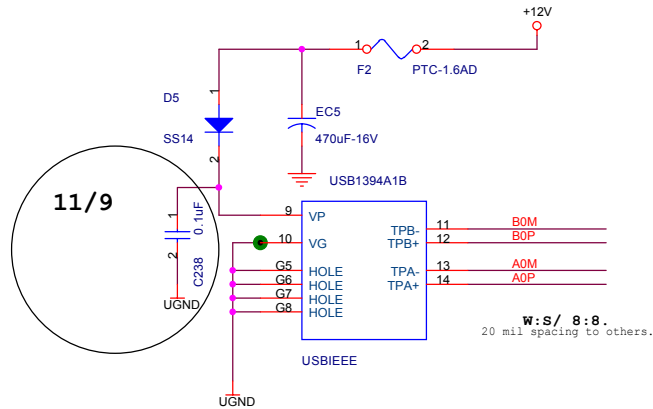 +12V
1
2
F2
PTC-1.6AD
D5
1
SS14
2
EC5
470uF-16V
USB1394A1B
11/9
1
0.1uF
2
C238
UGND
9
VP
10
VG
G5
HOLE
G6
HOLE
G7
HOLE
G8
HOLE
TPB-
11
B0M
TPB+
12
B0P
TPA-
13
A0M
TPA+
14
A0P
W:S/ 8:8.
20 mil spacing to others.
USBIEEE
UGND